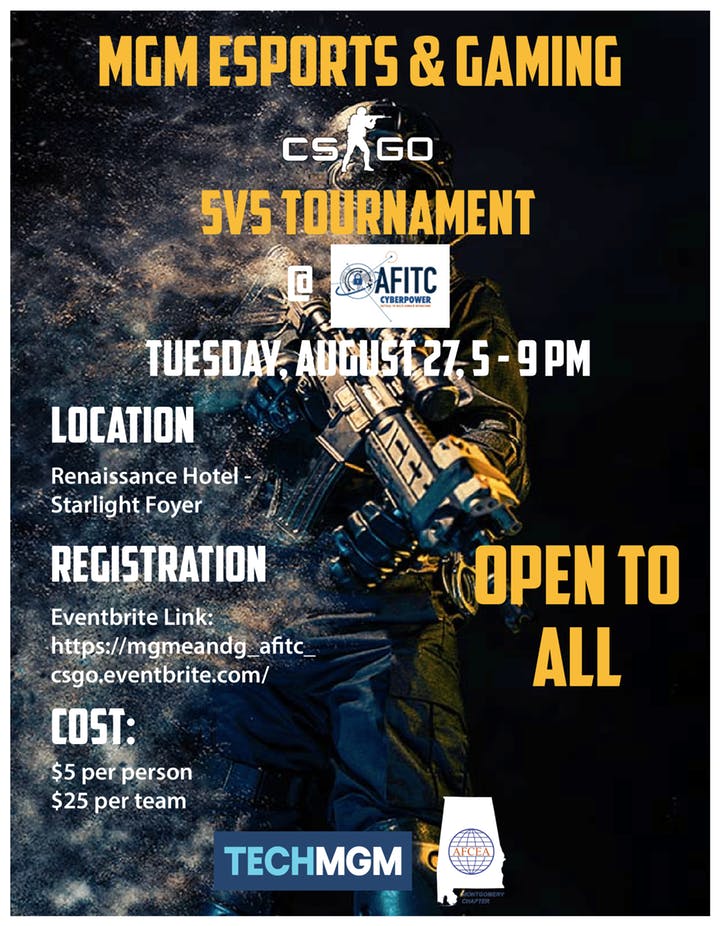 MGM ESPORTS & GAMING
CS GO
5V5 TOURNAMENT
@ AFITC
CYBERPOWER
TUESDAY, AUGUST 27, 5 - 9 PM
LOCATION
Renaissance Hotel -
Starlight Foyer
REGISTRATION
Eventbrite Link:
https://mgmeandg_afitc_
csgo.eventbrite.com/
OPEN TO
ALL
COST:
$5 per person
$25 per team
TECHMGM
AFCEA
MONTGOMERY
CHAPTER